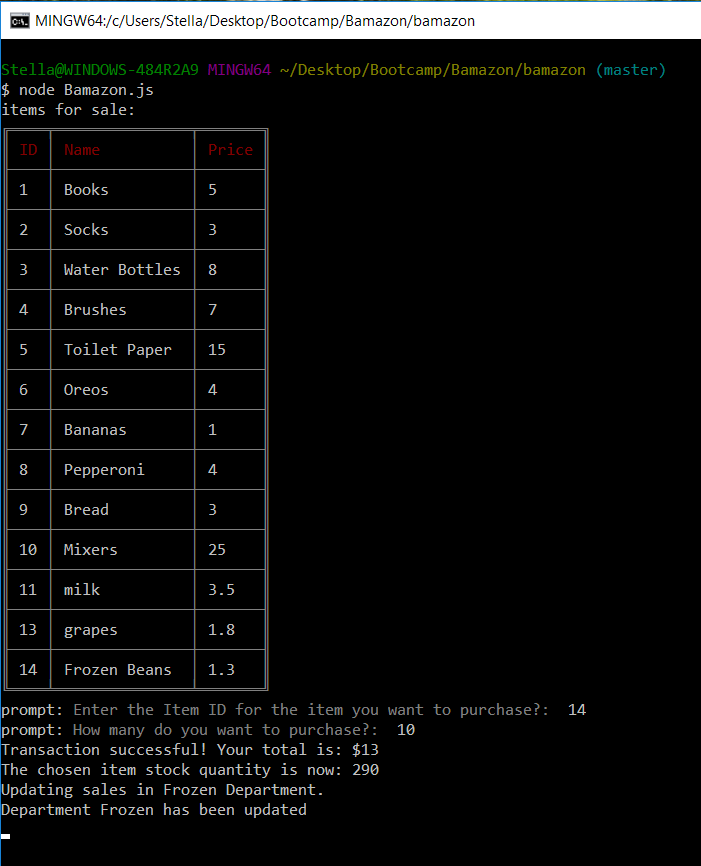 MINGW64:/c/Users/Stella/Desktop/Bootcamp/Bamazon/bamazon
Stella@WINDOWS-484R2A9 MINGW64 ~/Desktop/Bootcamp/Bamazon/bamazon (master)
$ node Bamazon.js
items for sale:
ID Name Price
1 Books 5
2 Socks 3
3 Water Bottles 8
4 Brushes 7
5 Toilet Paper 15
6 Oreos 4
7 Bananas 1
8 Pepperoni 4
9 Bread 3
10 Mixers 25
11 milk 3.5
13 grapes 1.8
14 Frozen Beans 1.3
prompt: Enter the Item ID for the item you want to purchase?:  14
prompt: How many do you want to purchase?:  10
Transaction successful! Your total is: $13
The chosen item stock quantity is now: 290
Updating sales in Frozen Department.
Department Frozen has been updated